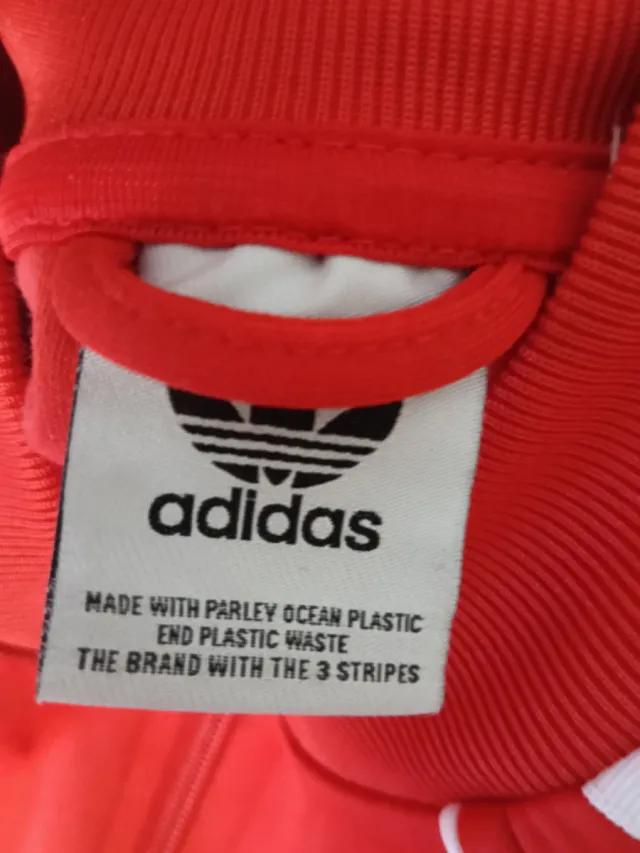 adidas
MADE WITH PARLEY OCEAN PLASTIC
END PLASTIC WASTE
THE BRAND WITH THE 3 STRIPES